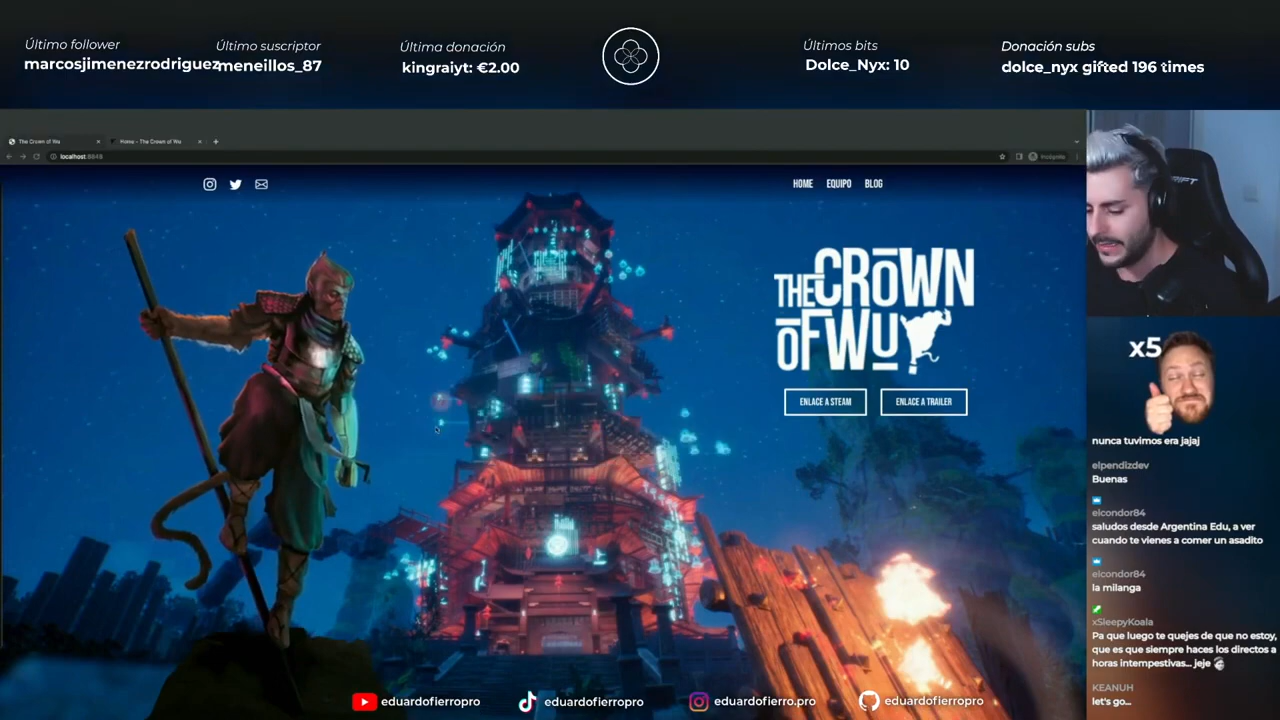 Último follower
marcosjimenezrodriguez
Último suscriptor
meneillos_87
Última donación
kingraiyt: €2.00
Últimos bits
Dolce_Nyx: 10
Donación subs
dolce_nyx gifted 196 times
The Crown of Wu
Home - The Crown of Wu
localhost:8848
Incognito
HOME EQUIPO BLOG
THE CROWN
OF WU
ENLACE A STEAM
ENLACE A TRAILER
x5
nunca tuvimos era jajaj
elpendizdev
Buenas
elcondor84
saludos desde Argentina Edu, a ver
cuando te vienes a comer un asadito
elcondor84
la milanga
xSleepyKoala
Pa que luego te quejes de que no estoy,
que es que siempre haces los directos a
horas intempestivas... jeje
KEANUH
let's go...
eduardofierropro
eduardofierropro
eduardofierro.pro
eduardofierropro